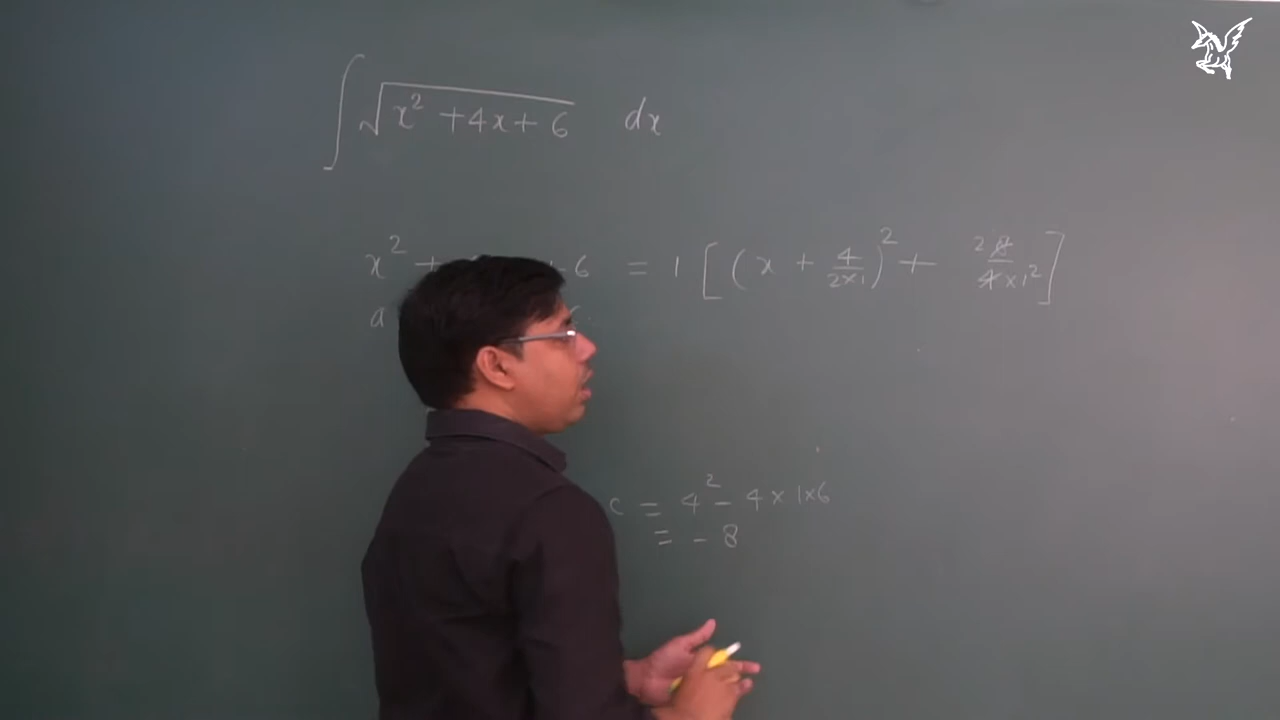 ∫ √(x² + 4x + 6) dx
x² + 6 = 1 [ (x + 4/(2×1))² + 2 8/(4×1²) ]
a
c = 4² - 4 × 1×6
= - 8